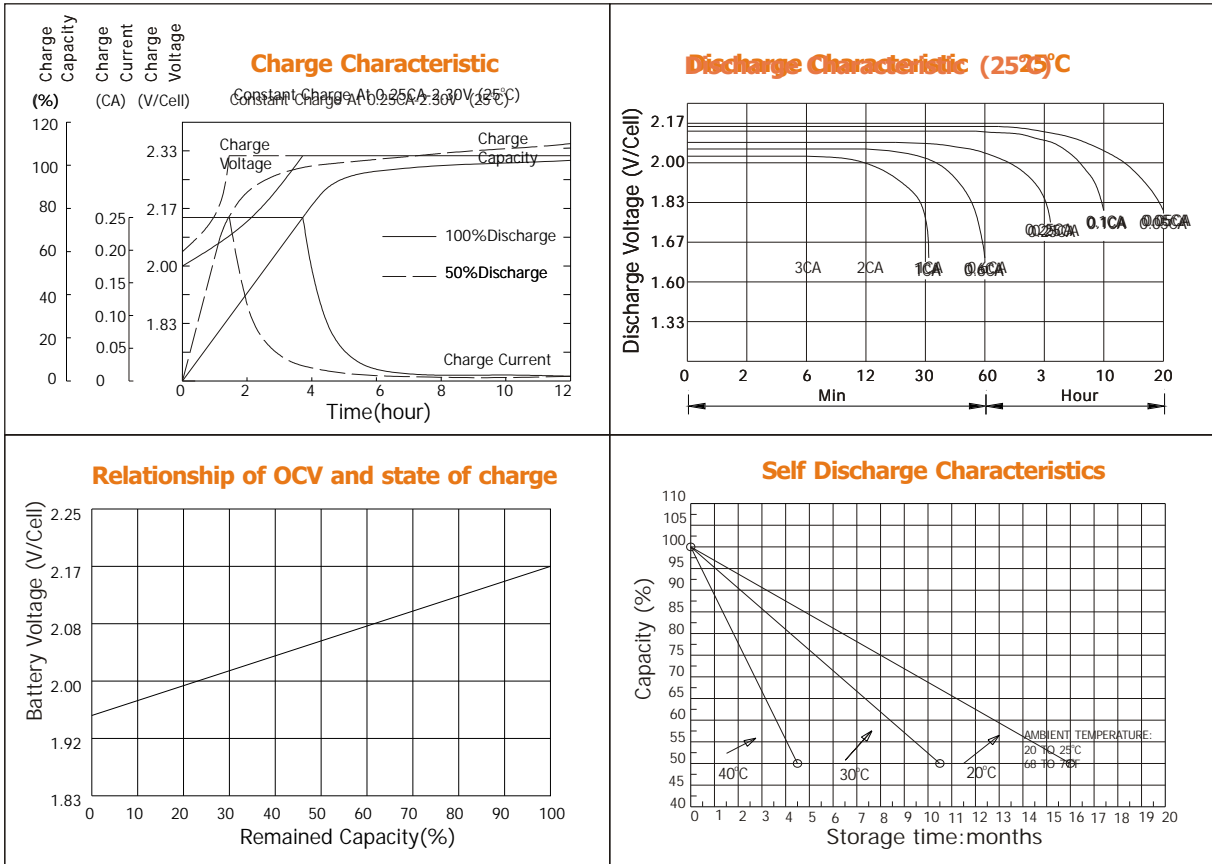 Charge Capacity
Charge Current
Charge Voltage
(%)
(CA)
(V/Cell)
Charge Characteristic
Constant Charge At 0.25CA-2.30V (25°C)
120
100
80
60
40
20
0
0.25
0.20
0.15
0.10
0.05
0
2.33
2.17
2.00
1.83
Charge Voltage
Charge Capacity
100%Discharge
50%Discharge
Charge Current
0 2 4 6 8 10 12
Time(hour)
Discharge Characteristic (25°C)
Discharge Voltage (V/Cell)
2.17
2.00
1.83
1.67
1.60
1.33
3CA 2CA 1CA 0.6CA 0.25CA 0.1CA 0.05CA
0 2 6 12 30 60 3 10 20
Min Hour
Relationship of OCV and state of charge
Battery Voltage (V/Cell)
2.25
2.17
2.08
2.00
1.92
1.83
0 10 20 30 40 50 60 70 80 90 100
Remained Capacity(%)
Self Discharge Characteristics
Capacity (%)
110
105
100
95
90
85
80
75
70
65
60
55
50
45
40
40°C
30°C
20°C
AMBIENT TEMPERATURE:
20 TO 25°C
68 TO
0 1 2 3 4 5 6 7 8 9 10 11 12 13 14 15 16 17 18 19 20
Storage time:months